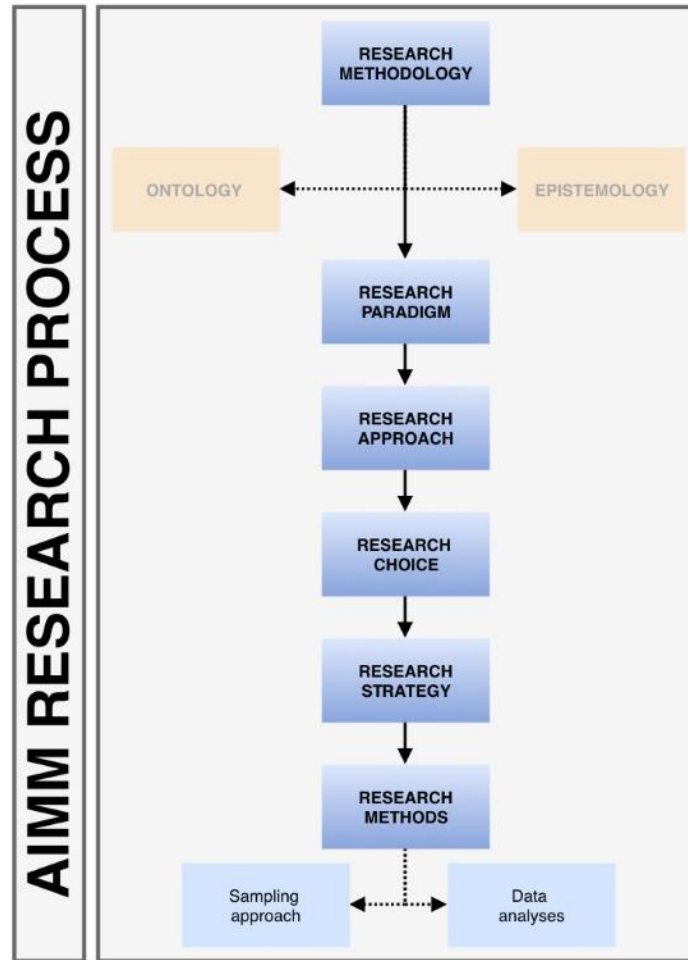 AIMM RESEARCH PROCESS
RESEARCH
METHODOLOGY
ONTOLOGY
EPISTEMOLOGY
RESEARCH
PARADIGM
RESEARCH
APPROACH
RESEARCH
CHOICE
RESEARCH
STRATEGY
RESEARCH
METHODS
Sampling
approach
Data
analyses